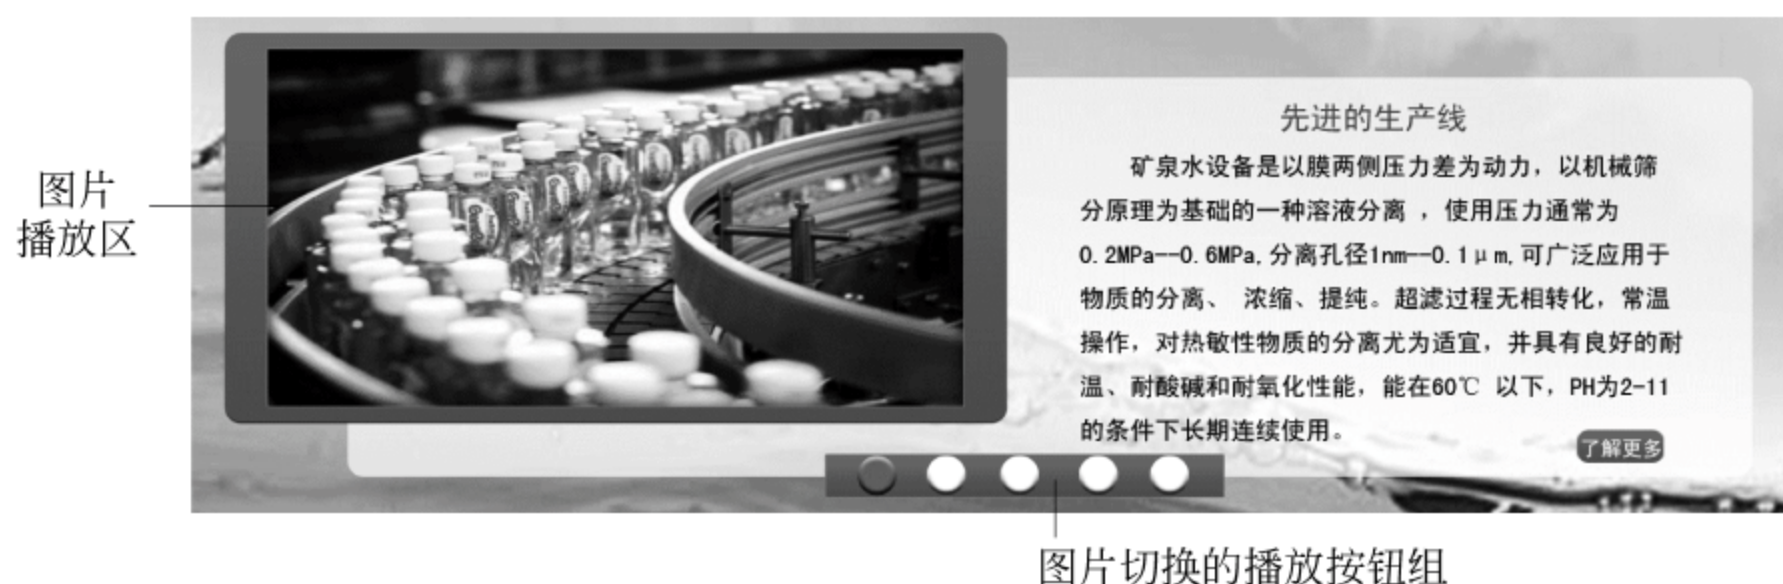 图片
播放区
先进的生产线
矿泉水设备是以膜两侧压力差为动力，以机械筛
分原理为基础的一种溶液分离 ，使用压力通常为
0.2MPa--0.6MPa,分离孔径1nm--0.1μm,可广泛应用于
物质的分离、 浓缩、提纯。超滤过程无相转化，常温
操作，对热敏性物质的分离尤为适宜，并具有良好的耐
温、耐酸碱和耐氧化性能，能在60℃ 以下，PH为2-11
的条件下长期连续使用。
了解更多
图片切换的播放按钮组